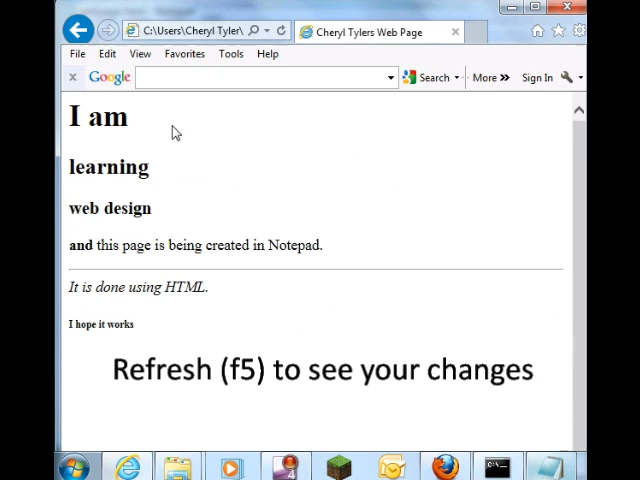 C:\Users\Cheryl Tyler\
Cheryl Tylers Web Page
File Edit View Favorites Tools Help
x Google Search More » Sign In
I am
learning
web design
and this page is being created in Notepad.
It is done using HTML.
I hope it works
Refresh (f5) to see your changes
4
C:\_